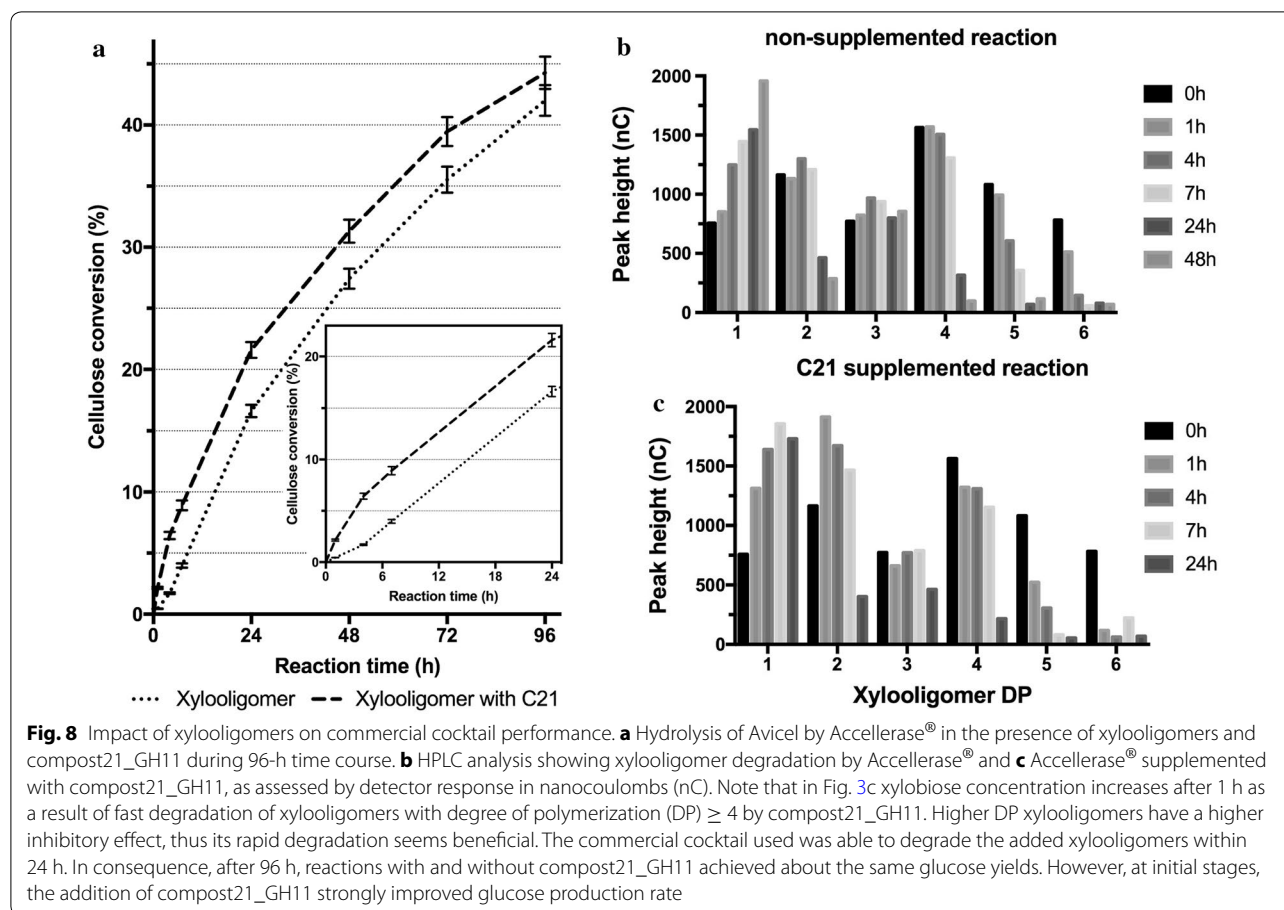 a
Cellulose conversion (%)
40
30
20
10
0
0 24 48 72 96
Reaction time (h)
Cellulose conversion (%)
20
10
0
0 6 12 18 24
Reaction time (h)
Xylooligomer Xylooligomer with C21
b
non-supplemented reaction
Peak height (nC)
2000
1500
1000
500
0
1 2 3 4 5 6
0h
1h
4h
7h
24h
48h
c
C21 supplemented reaction
Peak height (nC)
2000
1500
1000
500
0
1 2 3 4 5 6
Xylooligomer DP
0h
1h
4h
7h
24h
Fig. 8 Impact of xylooligomers on commercial cocktail performance. a Hydrolysis of Avicel by Accellerase® in the presence of xylooligomers and
compost21_GH11 during 96-h time course. b HPLC analysis showing xylooligomer degradation by Accellerase® and c Accellerase® supplemented
with compost21_GH11, as assessed by detector response in nanocoulombs (nC). Note that in Fig. 3c xylobiose concentration increases after 1 h as
a result of fast degradation of xylooligomers with degree of polymerization (DP) ≥ 4 by compost21_GH11. Higher DP xylooligomers have a higher
inhibitory effect, thus its rapid degradation seems beneficial. The commercial cocktail used was able to degrade the added xylooligomers within
24 h. In consequence, after 96 h, reactions with and without compost21_GH11 achieved about the same glucose yields. However, at initial stages,
the addition of compost21_GH11 strongly improved glucose production rate